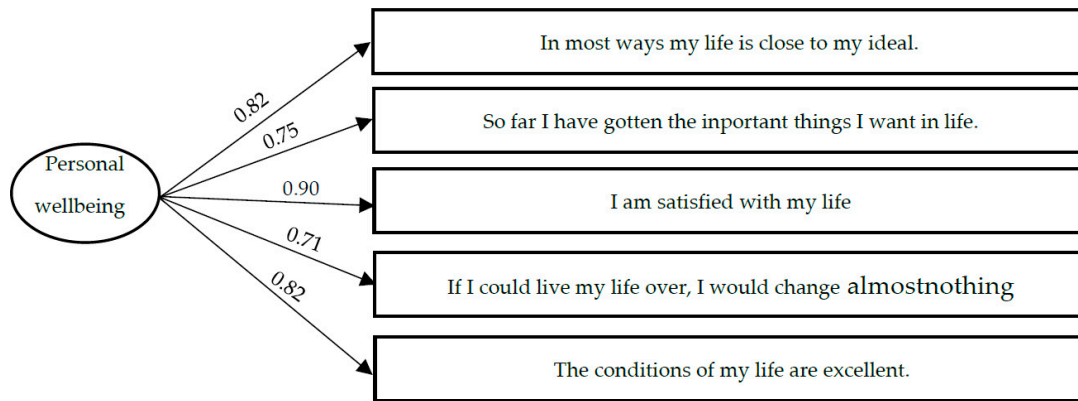 In most ways my life is close to my ideal.
0.82
So far I have gotten the inportant things I want in life.
0.75
Personal
wellbeing
0.90
I am satisfied with my life
0.71
If I could live my life over, I would change almostnothing
0.82
The conditions of my life are excellent.